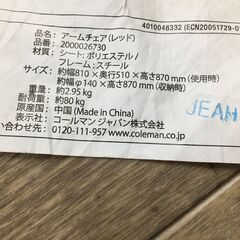 4010048332 (ECN20051729-0
品名：アームチェア(レッド)
品番：2000026730
材質：シート：ポリエステル /
フレーム：スチール
サイズ：約幅810×奥行510×高さ870mm(使用時)
約幅φ140×高さ870mm(収納時)
重量：約2.95kg
耐荷重：約80kg
原産国：中国 (Made in China)
売元：コールマン ジャパン株式会社
い合わせ先：0120-111-957 www.coleman.co.jp
JEAN